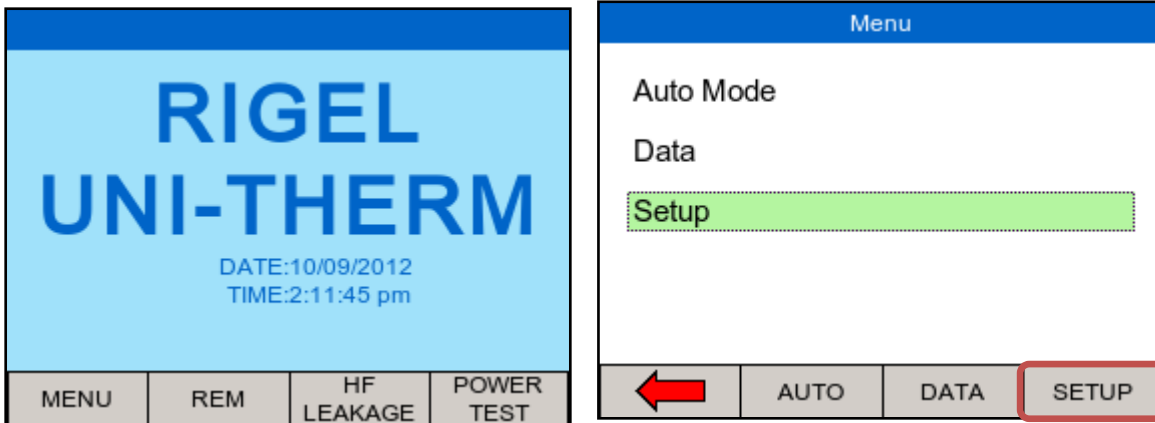 RIGEL
UNI-THERM
DATE:10/09/2012
TIME:2:11:45 pm
MENU
REM
HF
LEAKAGE
POWER
TEST
Menu
Auto Mode
Data
Setup
AUTO
DATA
SETUP